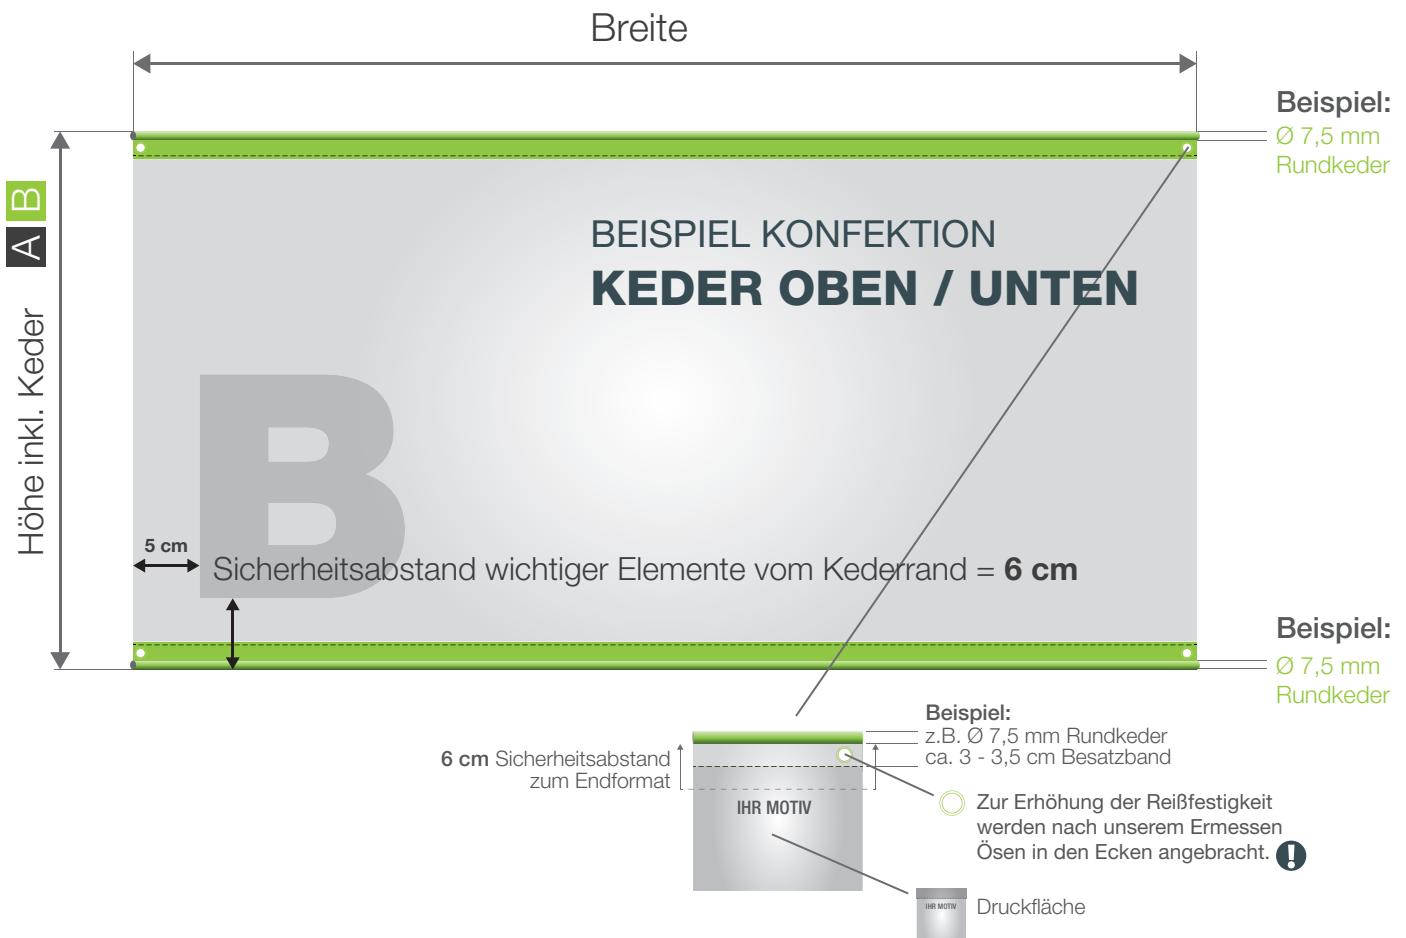 Breite
Beispiel:
Ø 7,5 mm
Rundkeder
A B
Höhe inkl. Keder
BEISPIEL KONFEKTION
KEDER OBEN / UNTEN
B
5 cm
Sicherheitsabstand wichtiger Elemente vom Kederrand = 6 cm
Beispiel:
Ø 7,5 mm
Rundkeder
6 cm Sicherheitsabstand
zum Endformat
Beispiel:
z.B. Ø 7,5 mm Rundkeder
ca. 3 - 3,5 cm Besatzband
IHR MOTIV
Zur Erhöhung der Reißfestigkeit
werden nach unserem Ermessen
Ösen in den Ecken angebracht.
!
IHR MOTIV
Druckfläche